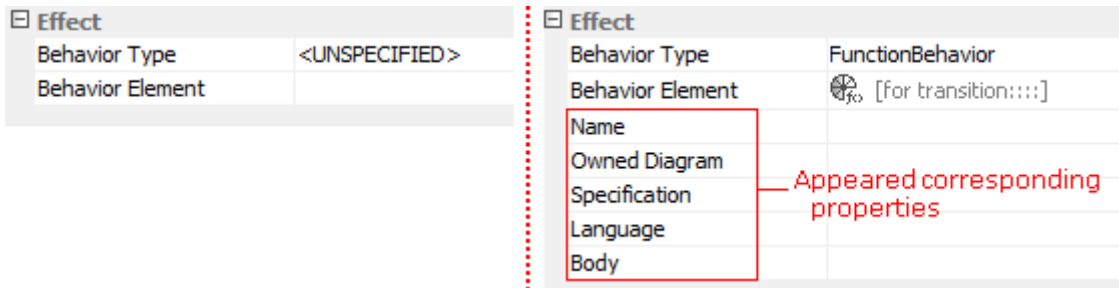 Effect
Behavior Type <UNSPECIFIED>
Behavior Element
Effect
Behavior Type FunctionBehavior
Behavior Element [for transition::::]
Name
Owned Diagram
Specification
Language
Body
Appeared corresponding
properties